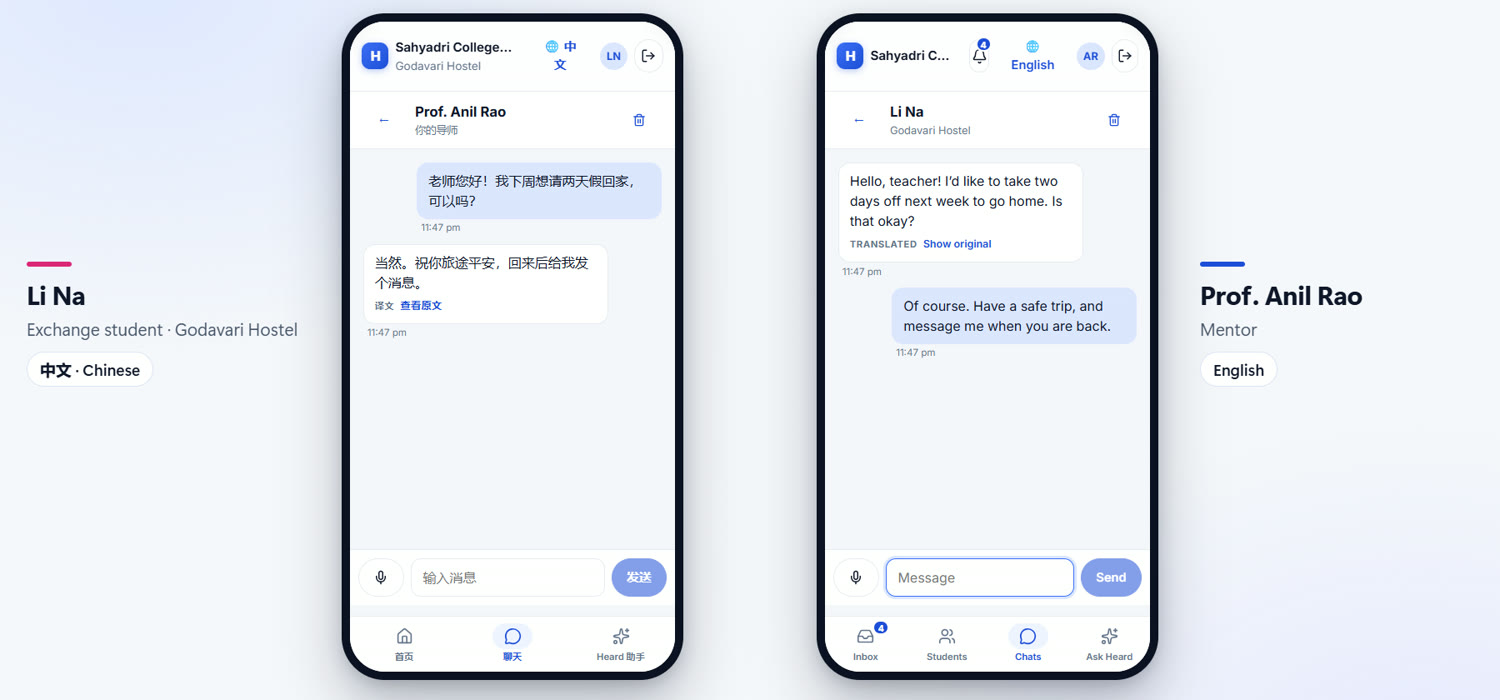 Li Na
Exchange student · Godavari Hostel
中文 · Chinese
H
Sahyadri College...
Godavari Hostel
中
文
LN
← Prof. Anil Rao
你的导师
老师您好！我下周想请两天假回家，
可以吗？
11:47 pm
当然。祝你旅途平安，回来后给我发
个消息。
译文 查看原文
11:47 pm
输入消息
发送
首页
聊天
Heard 助手
H
Sahyadri C...
4
English
AR
← Li Na
Godavari Hostel
Hello, teacher! I’d like to take two
days off next week to go home. Is
that okay?
TRANSLATED Show original
11:47 pm
Of course. Have a safe trip, and
message me when you are back.
11:47 pm
Message
Send
4
Inbox
Students
Chats
Ask Heard
Prof. Anil Rao
Mentor
English